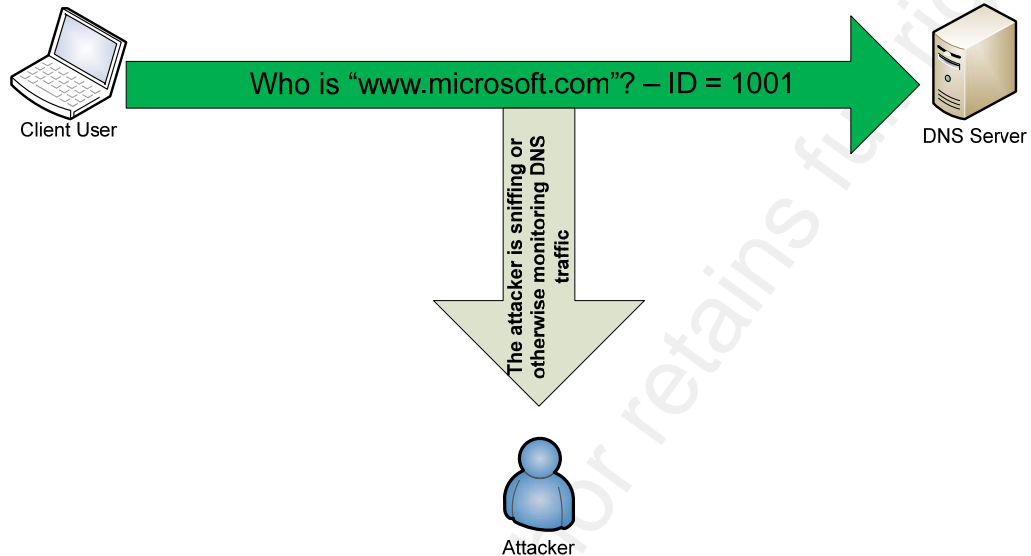 Who is “www.microsoft.com”? – ID = 1001
Client User
DNS Server
The attacker is sniffing or
otherwise monitoring DNS
traffic
Attacker
retains